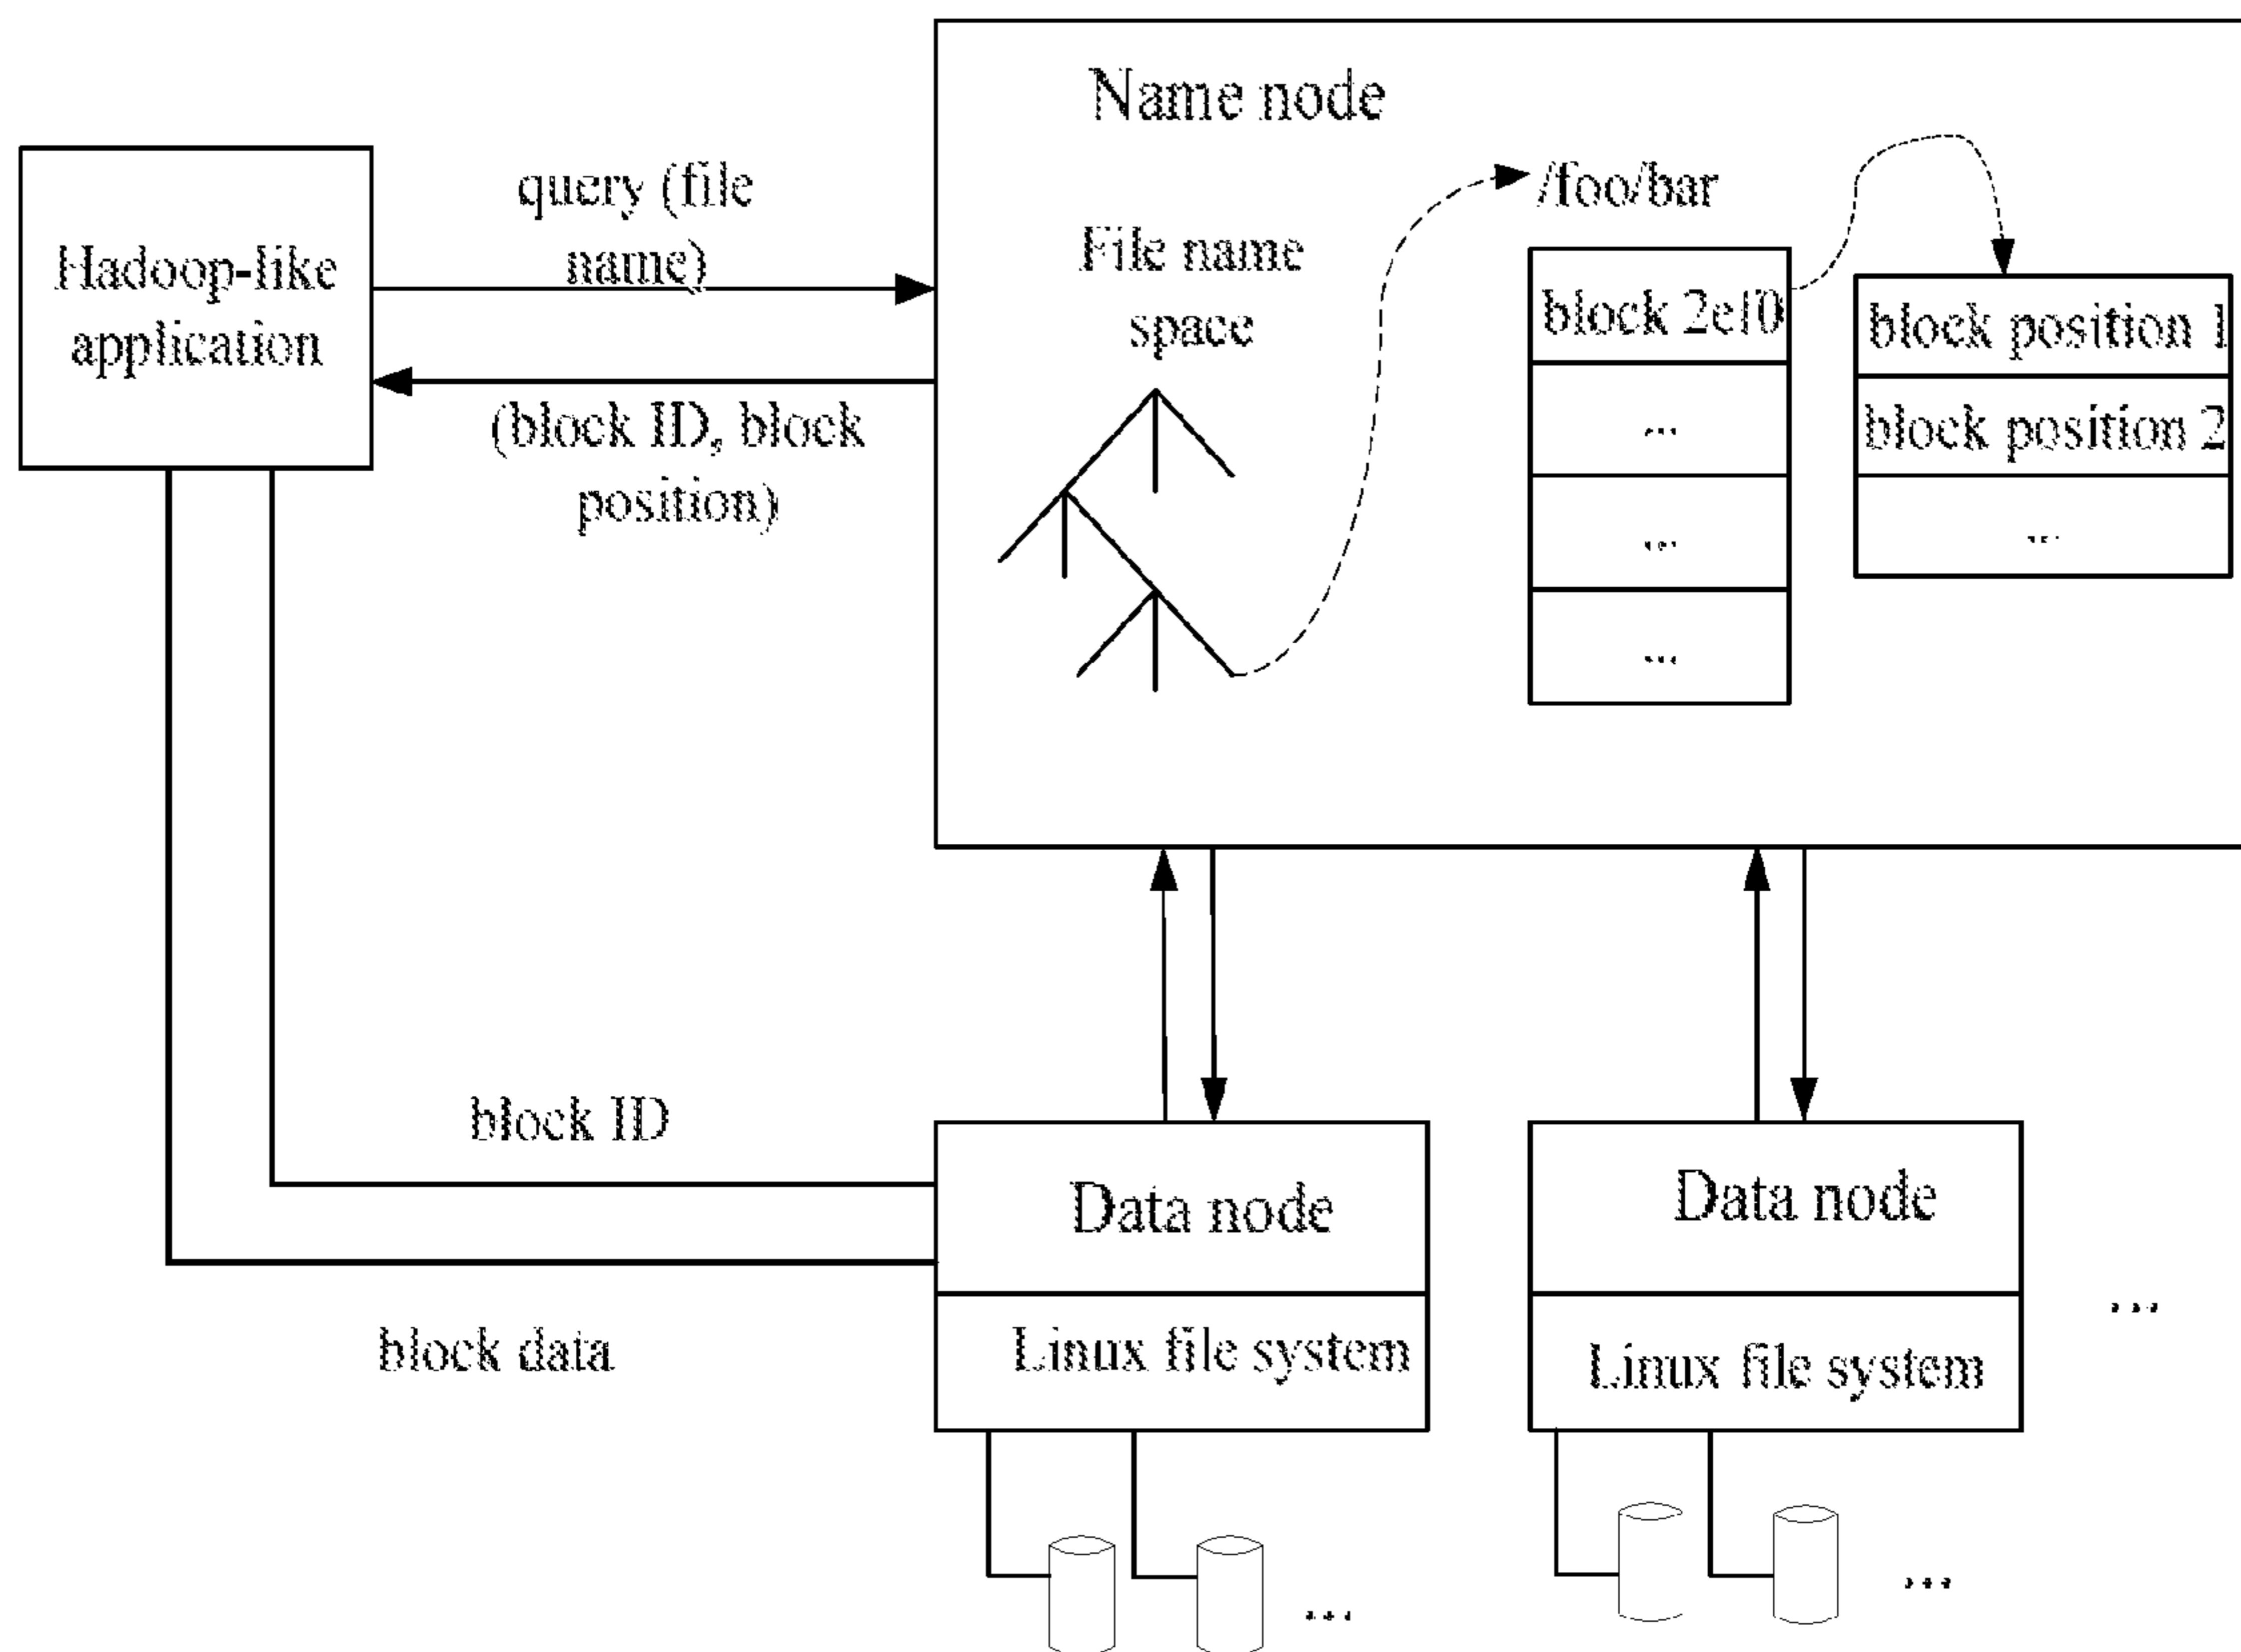 Name node
Hadoop-like
application
query (file
name)
(block ID, block
position)
File name
space
/foo/bar
block 2ef0
...
...
...
block position 1
block position 2
...
block ID
block data
Data node
Linux file system
...
Data node
Linux file system
...
...